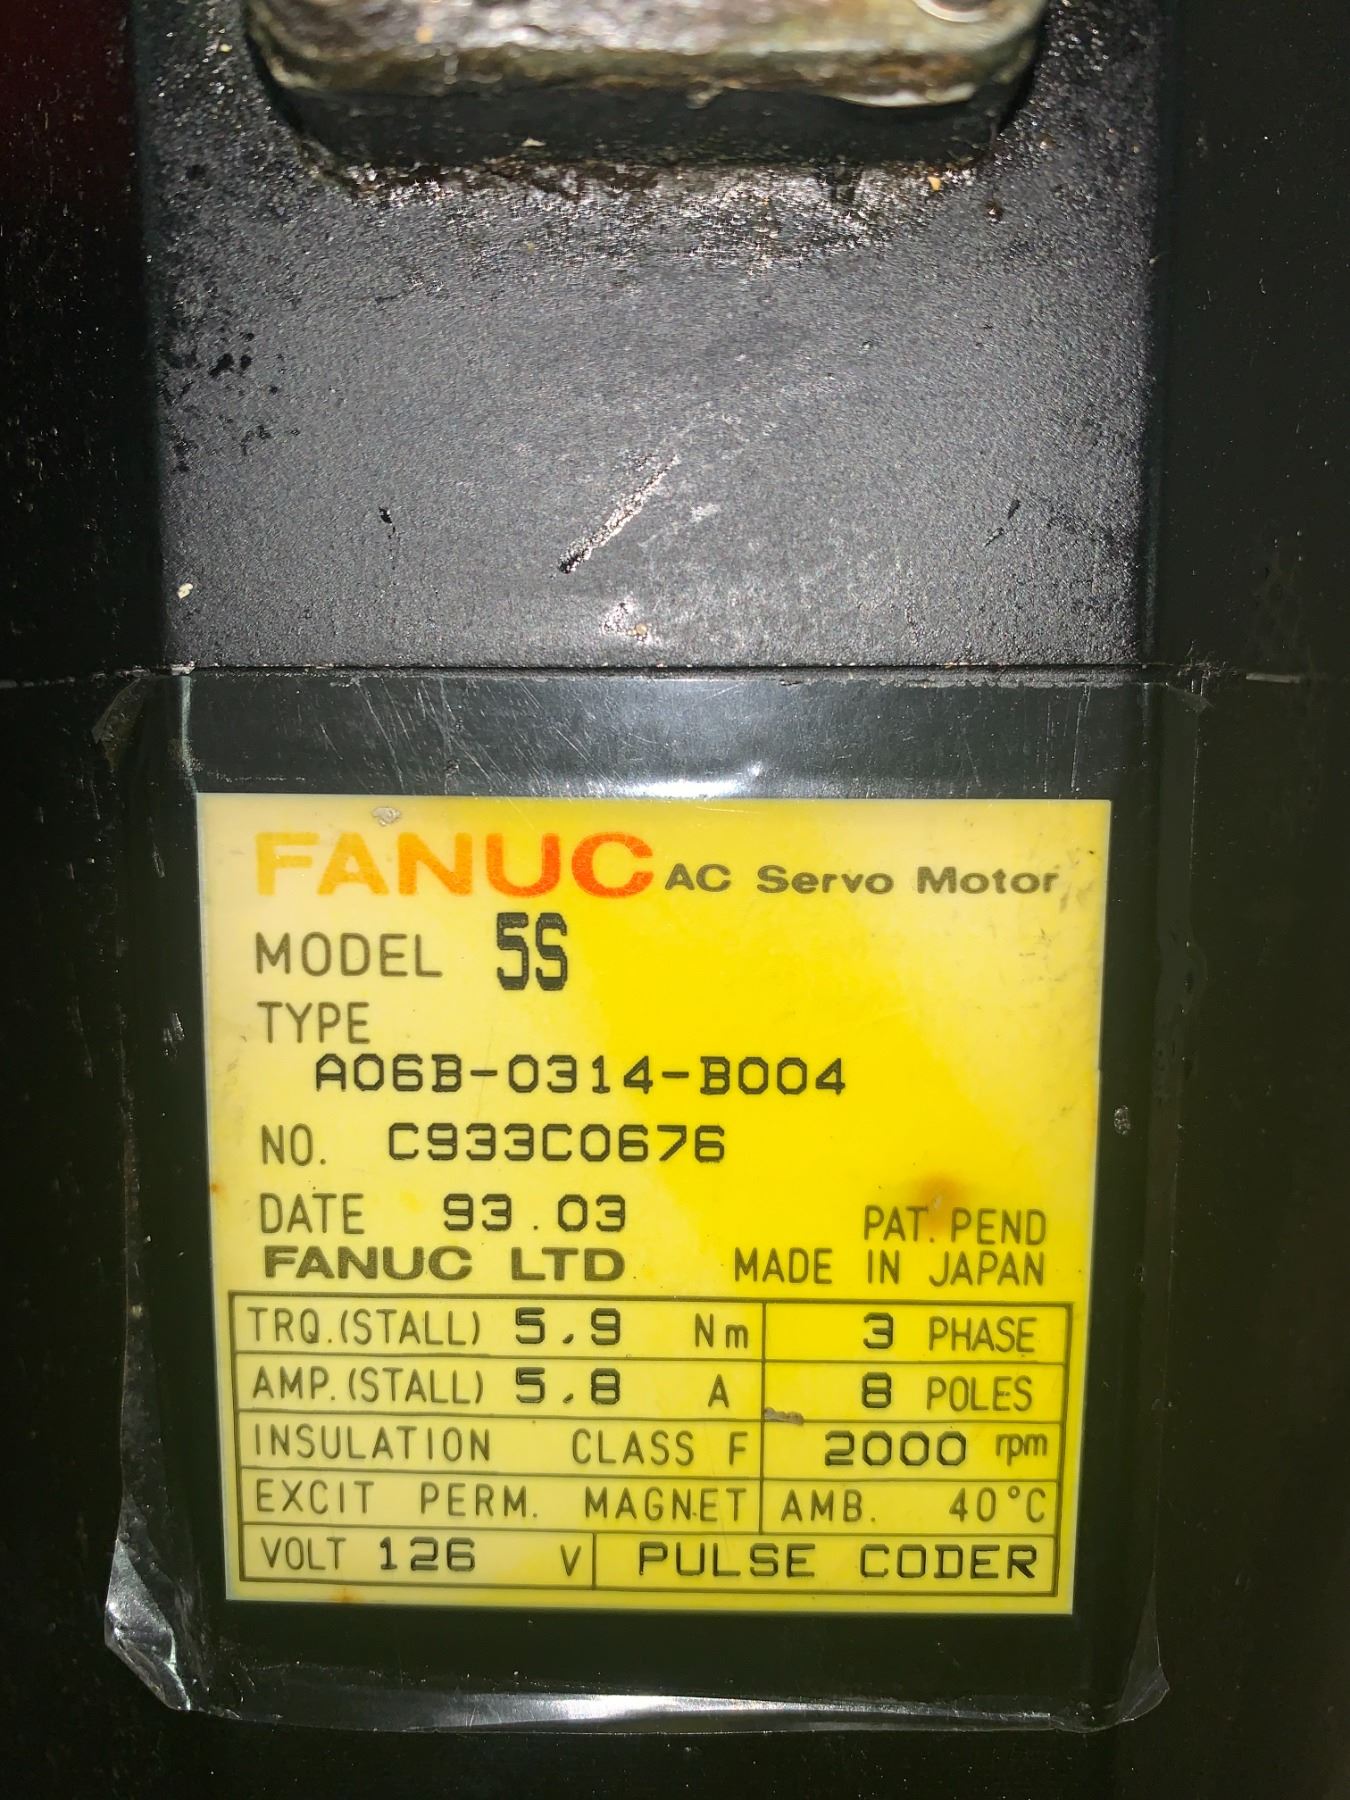 FANUC AC Servo Motor
MODEL 5S
TYPE
A06B-0314-B004
NO. C933C0676
DATE 93.03 PAT. PEND
FANUC LTD MADE IN JAPAN
TRQ.(STALL) 5.9 Nm 3 PHASE
AMP.(STALL) 5.8 A 8 POLES
INSULATION CLASS F 2000 rpm
EXCIT PERM. MAGNET AMB. 40°C
VOLT 126 V PULSE CODER